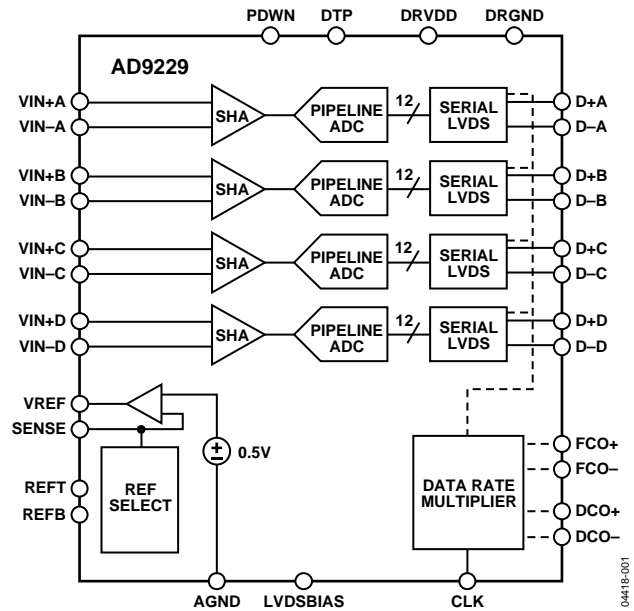 PDWN DTP DRVDD DRGND
AD9229
VIN+A SHA PIPELINE ADC 12 SERIAL LVDS D+A
VIN–A D–A
VIN+B SHA PIPELINE ADC 12 SERIAL LVDS D+B
VIN–B D–B
VIN+C SHA PIPELINE ADC 12 SERIAL LVDS D+C
VIN–C D–C
VIN+D SHA PIPELINE ADC 12 SERIAL LVDS D+D
VIN–D D–D
VREF
SENSE
+
–
0.5V
REFT
REFB
REF
SELECT
DATA RATE
MULTIPLIER
FCO+
FCO–
DCO+
DCO–
AGND LVDSBIAS CLK
04418-001